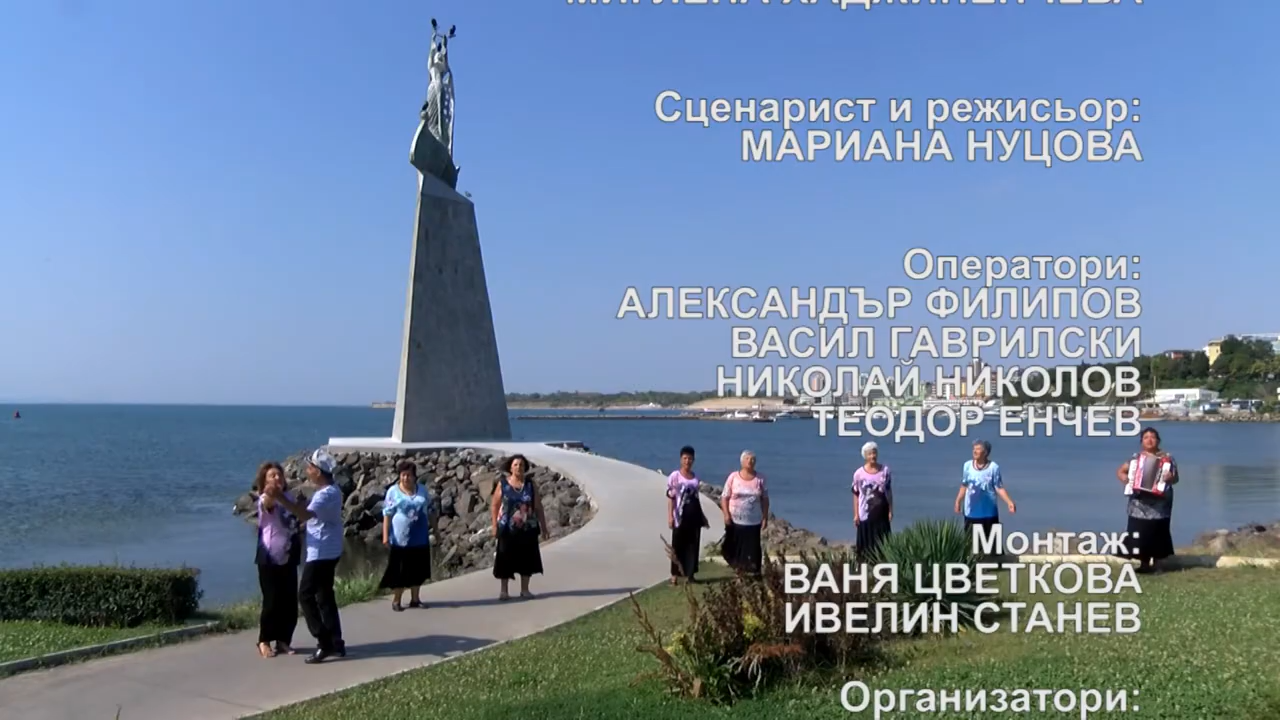 Сценарист и режисьор:
МАРИАНА НУЦОВА
Оператори:
АЛЕКСАНДЪР ФИЛИПОВ
ВАСИЛ ГАВРИЛСКИ
НИКОЛАЙ НИКОЛОВ
ТЕОДОР ЕНЧЕВ
Монтаж:
ВАНЯ ЦВЕТКОВА
ИВЕЛИН СТАНЕВ
Организатори: